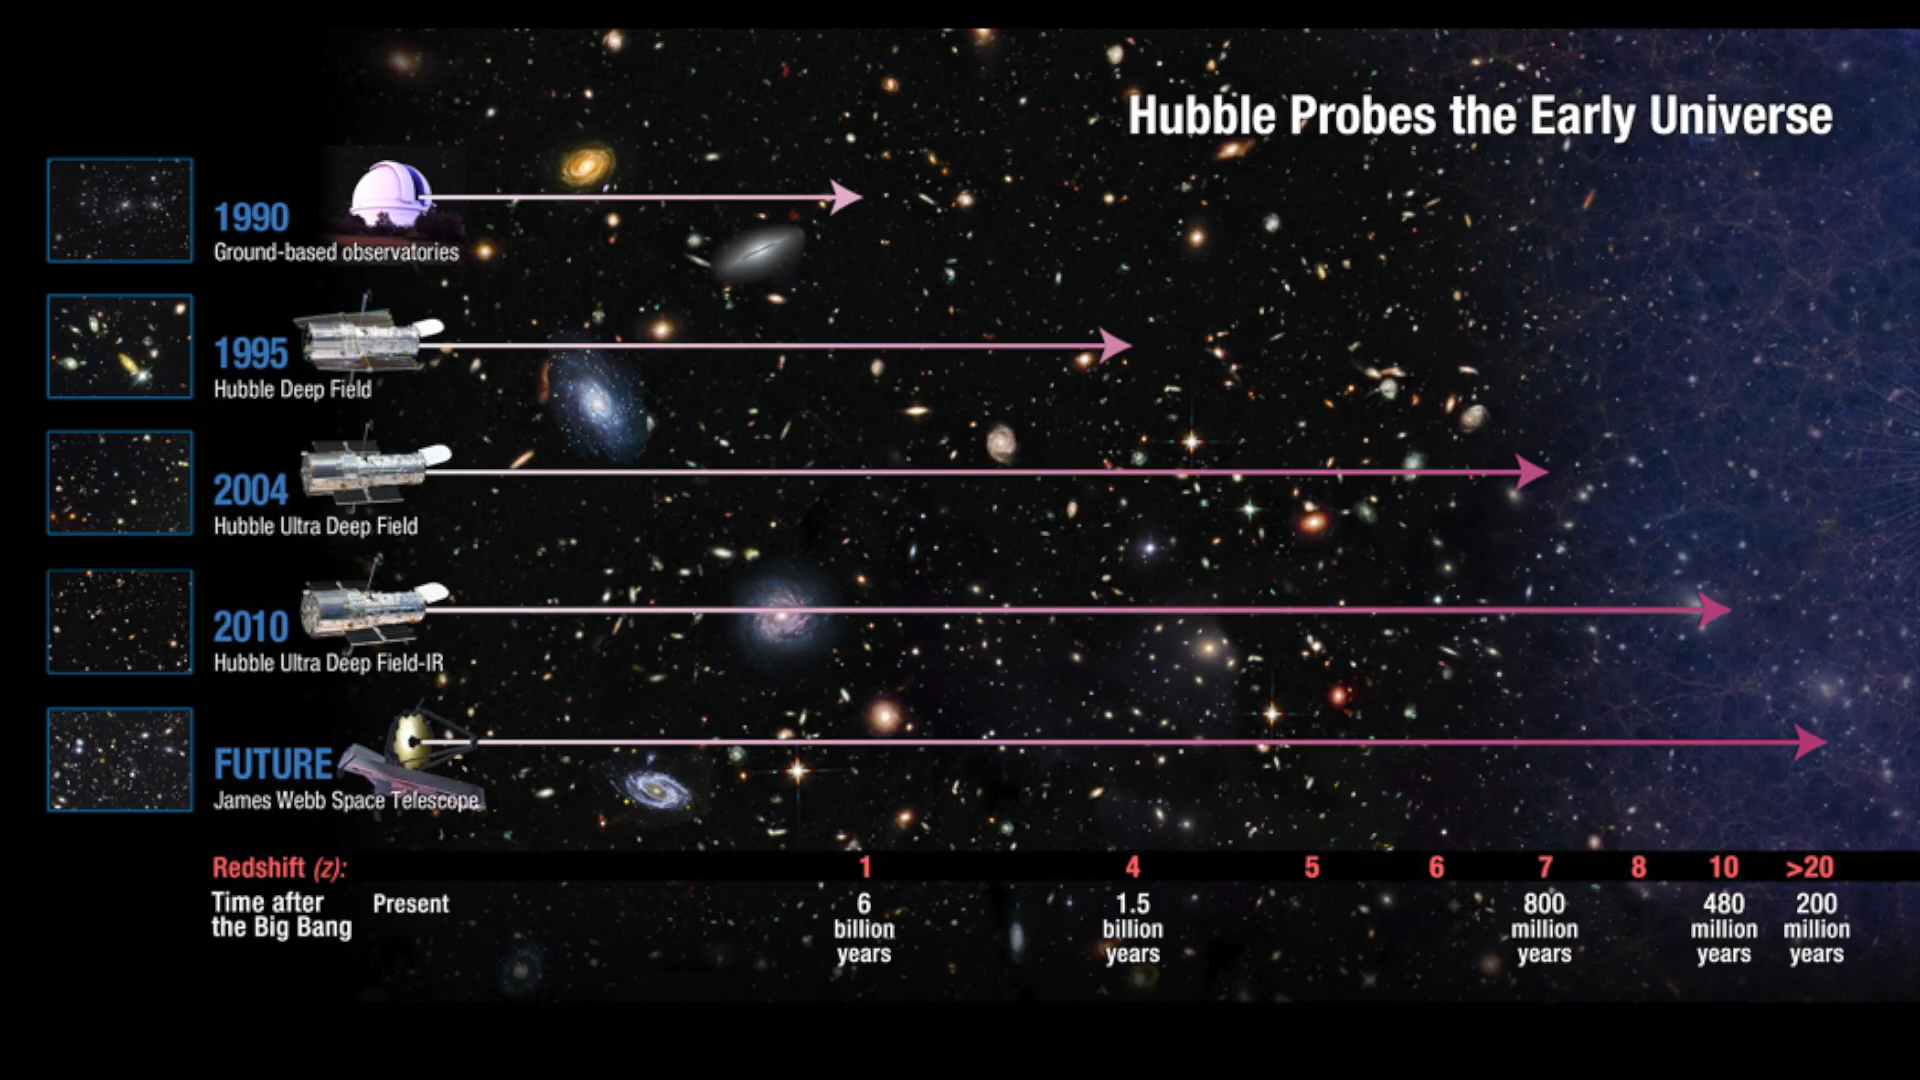 Hubble Probes the Early Universe
1990
Ground-based observatories
1995
Hubble Deep Field
2004
Hubble Ultra Deep Field
2010
Hubble Ultra Deep Field-IR
FUTURE
James Webb Space Telescope
Redshift (z): 1 4 5 6 7 8 10 >20
Time after
the Big Bang
Present
6
billion
years
1.5
billion
years
800
million
years
480
million
years
200
million
years